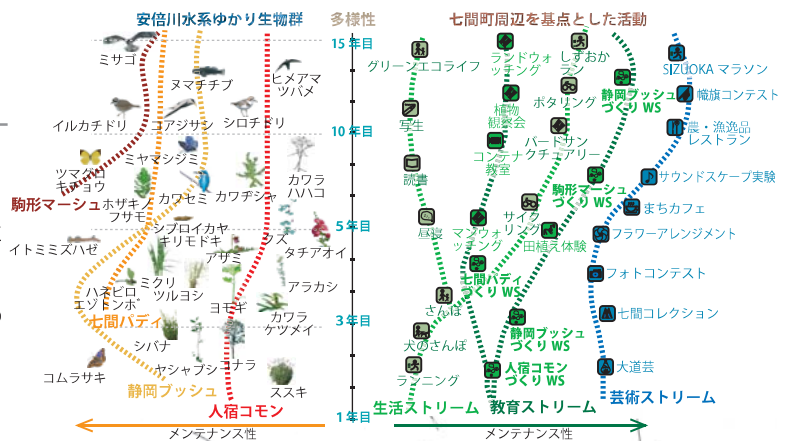 安倍川水系ゆかり生物群
多様性
七間町周辺を基点とした活動
15年目
ミサゴ
ヌマチチブ
ヒメアマ
ツバメ
イルカチドリ
コアジサシ
シロチドリ
10年目
ミヤマシジミ
ツマグロ
キチョウ
カワラ
ハハコ
駒形マーシュ
ホザキノ
フサモ
カワセミ
カワヂシャ
5年目
シブロイカヤ
キリモドキ
クズ
タチアオイ
イトミミズハゼ
アザミ
ミクリ
ツルヨシ
アラカシ
ハネビロ
エゾトンボ
七間パディ
ヨモギ
カワラ
ケツメイ
3年目
シバナ
コムラサキ
ヤシャブシ
コナラ
ススキ
静岡ブッシュ
人宿コモン
1年目
メンテナンス性
グリーンエコライフ
ランドウォ
ッチング
しずおか
ラン
SIZUOKA マラソン
静岡ブッシュ
づくり WS
幟旗コンテスト
ポタリング
写生
植物
観察会
バードサン
クチュアリー
農・漁逸品
レストラン
コンテナ
教室
読書
駒形マーシュ
づくり WS
サウンドスケープ実験
まちカフェ
昼寝
マンウォ
ッチング
サイク
リング
田植え体験
フラワーアレンジメント
七間パディ
づくり WS
フォトコンテスト
さんぽ
七間コレクション
犬のさんぽ
静岡ブッシュ
づくり WS
ランニング
人宿コモン
づくり WS
大道芸
生活ストリーム
教育ストリーム
芸術ストリーム
メンテナンス性